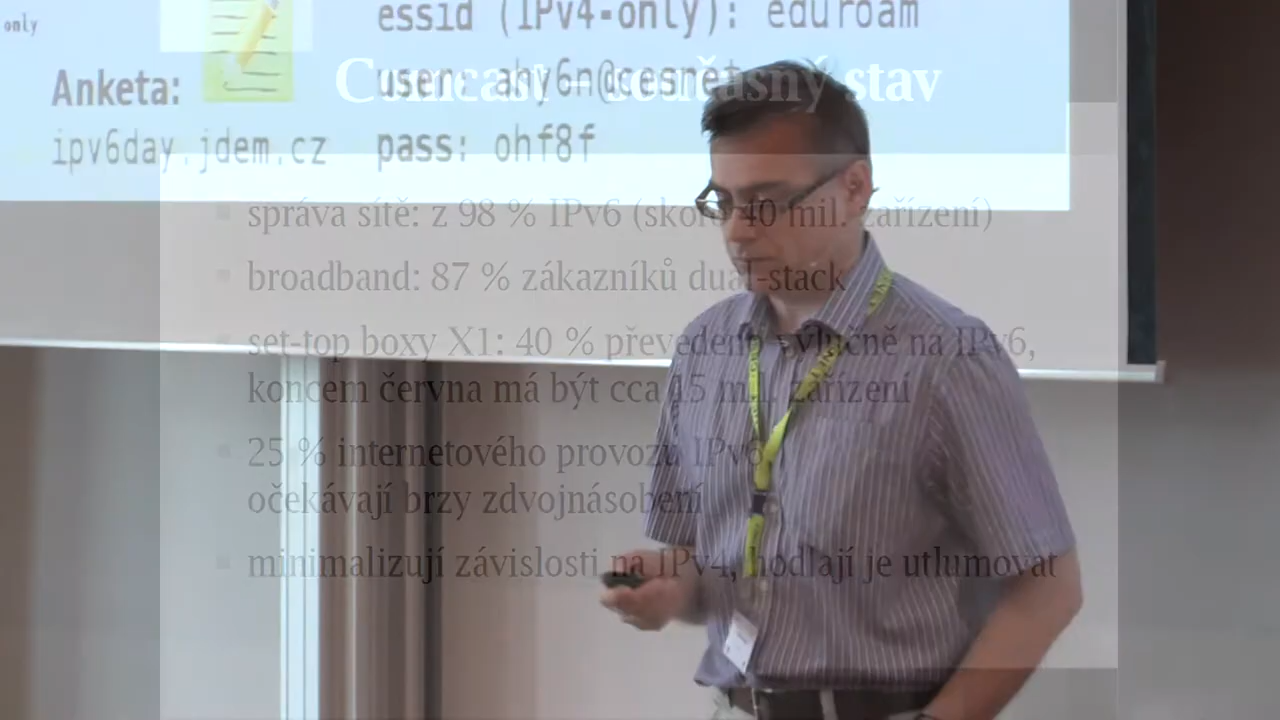 only
essid (IPv4-only): eduroam
Anketa:
user: aby6n@cesnet
ipv6day.jdem.cz
pass: ohf8f
Comcast – současný stav
správa sítě: z 98 % IPv6 (skoro 40 mil. zařízení)
broadband: 87 % zákazníků dual-stack
set-top boxy X1: 40 % převedeno výlučně na IPv6,
koncem června má být cca 15 mil. zařízení
25 % internetového provozu IPv6,
očekávají brzy zdvojnásobení
minimalizují závislosti na IPv4, hodlají je utlumovat